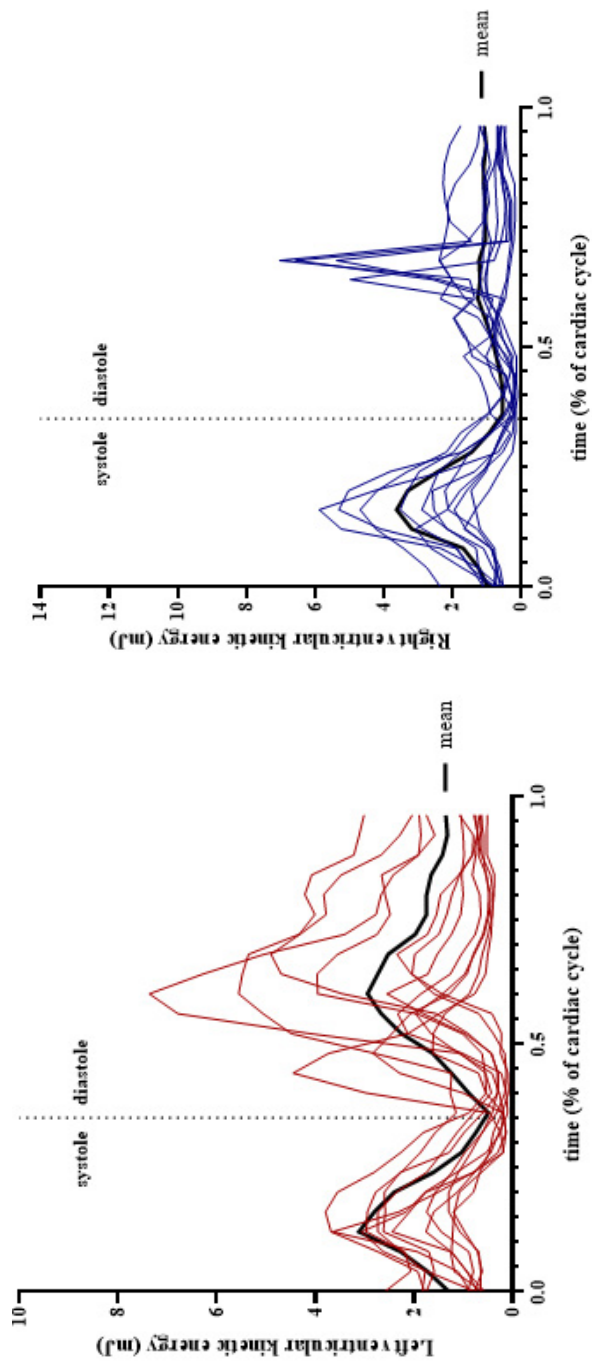 Left ventricular kinetic energy (mJ)
10
8
6
4
2
0
systole
diastole
0.0
0.5
1.0
time (% of cardiac cycle)
mean
Right ventricular kinetic energy (mJ)
14
12
10
8
6
4
2
0
systole
diastole
0.0
0.5
1.0
time (% of cardiac cycle)
mean